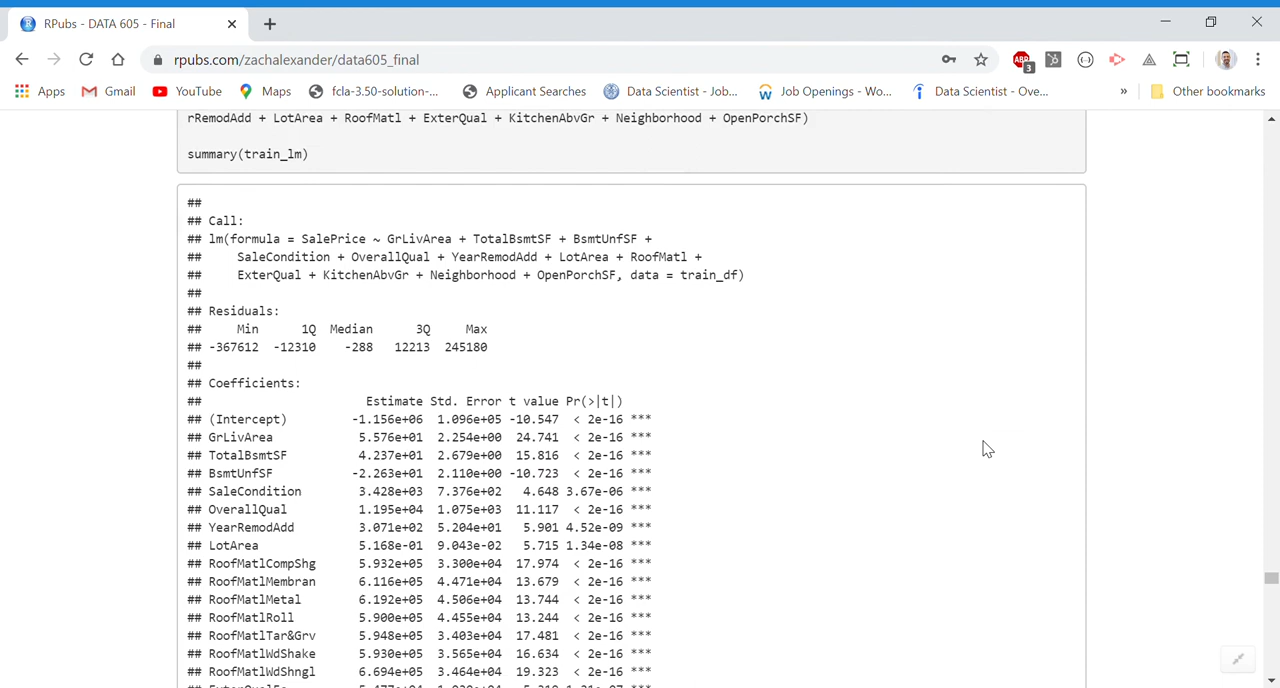 RPubs - DATA 605 - Final
rpubs.com/zachalexander/data605_final
ABP
3
Apps
Gmail
YouTube
Maps
fcla-3.50-solution-...
Applicant Searches
Data Scientist - Job...
Job Openings - Wo...
Data Scientist - Ove...
»
Other bookmarks
rRemodAdd + LotArea + RoofMatl + ExterQual + KitchenAbvGr + Neighborhood + OpenPorchSF)
summary(train_lm)
##
## Call:
## lm(formula = SalePrice ~ GrLivArea + TotalBsmtSF + BsmtUnfSF +
##     SaleCondition + OverallQual + YearRemodAdd + LotArea + RoofMatl +
##     ExterQual + KitchenAbvGr + Neighborhood + OpenPorchSF, data = train_df)
##
## Residuals:
##     Min      1Q  Median      3Q     Max
## -367612  -12310    -288   12213  245180
##
## Coefficients:
##                       Estimate Std. Error t value Pr(>|t|)
## (Intercept)         -1.156e+06  1.096e+05 -10.547  < 2e-16 ***
## GrLivArea            5.576e+01  2.254e+00  24.741  < 2e-16 ***
## TotalBsmtSF          4.237e+01  2.679e+00  15.816  < 2e-16 ***
## BsmtUnfSF           -2.263e+01  2.110e+00 -10.723  < 2e-16 ***
## SaleCondition        3.428e+03  7.376e+02   4.648 3.67e-06 ***
## OverallQual          1.195e+04  1.075e+03  11.117  < 2e-16 ***
## YearRemodAdd         3.071e+02  5.204e+01   5.901 4.52e-09 ***
## LotArea              5.168e-01  9.043e-02   5.715 1.34e-08 ***
## RoofMatlCompShg      5.932e+05  3.300e+04  17.974  < 2e-16 ***
## RoofMatlMembran      6.116e+05  4.471e+04  13.679  < 2e-16 ***
## RoofMatlMetal        6.192e+05  4.506e+04  13.744  < 2e-16 ***
## RoofMatlRoll         5.900e+05  4.455e+04  13.244  < 2e-16 ***
## RoofMatlTar&Grv      5.948e+05  3.403e+04  17.481  < 2e-16 ***
## RoofMatlWdShake      5.930e+05  3.565e+04  16.634  < 2e-16 ***
## RoofMatlWdShngl      6.694e+05  3.464e+04  19.323  < 2e-16 ***